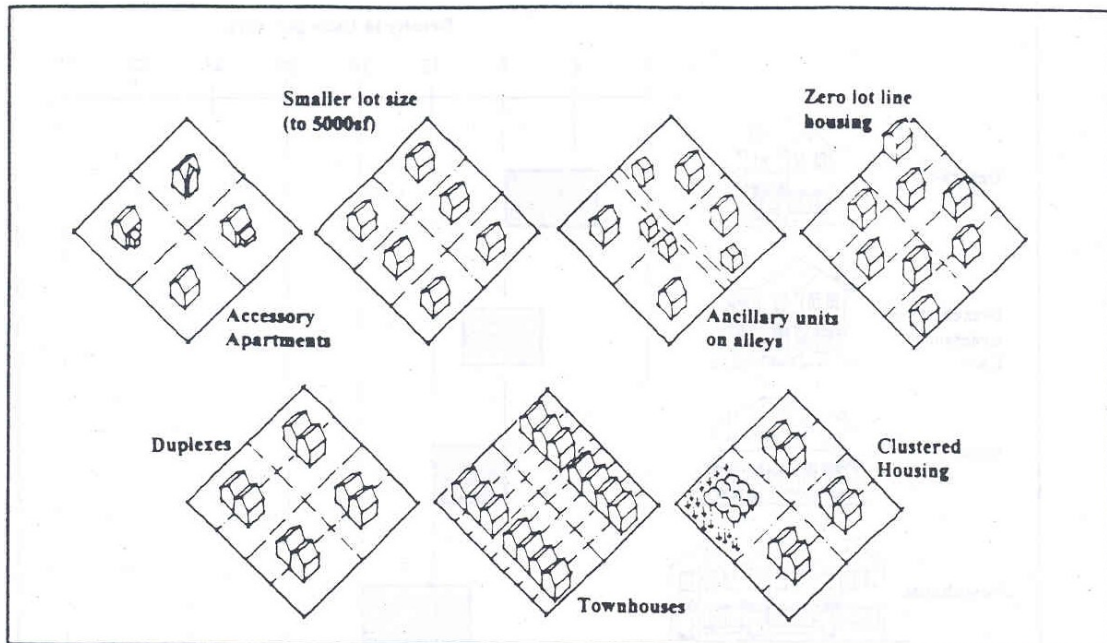 Smaller lot size
(to 5000sf)
Zero lot line
housing
Accessory
Apartments
Ancillary units
on alleys
Duplexes
Clustered
Housing
Townhouses